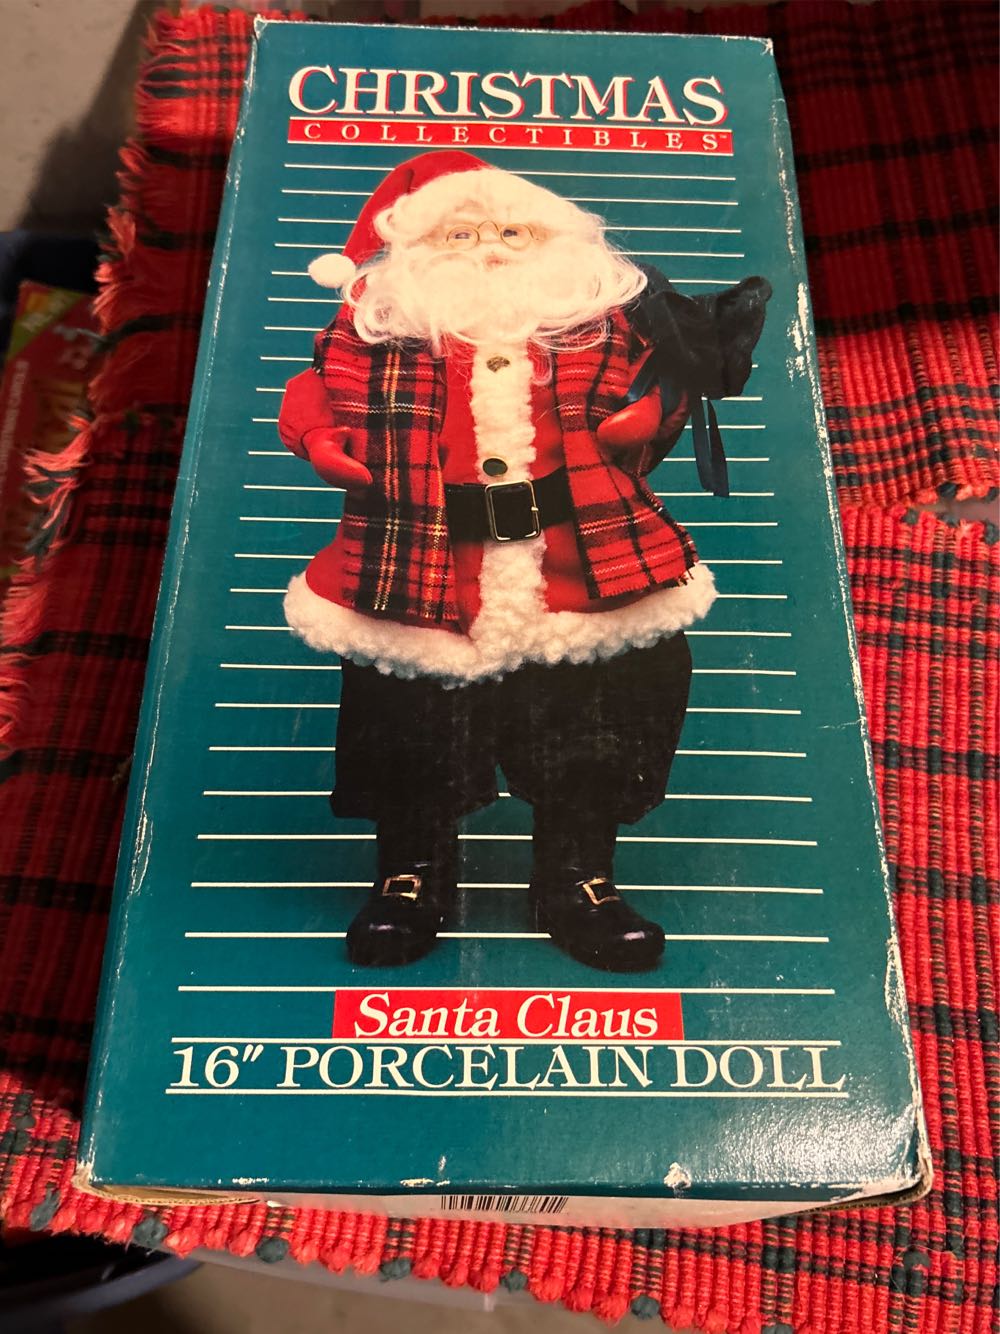 CHRISTMAS
COLLECTIBLES™
Santa Claus
16" PORCELAIN DOLL